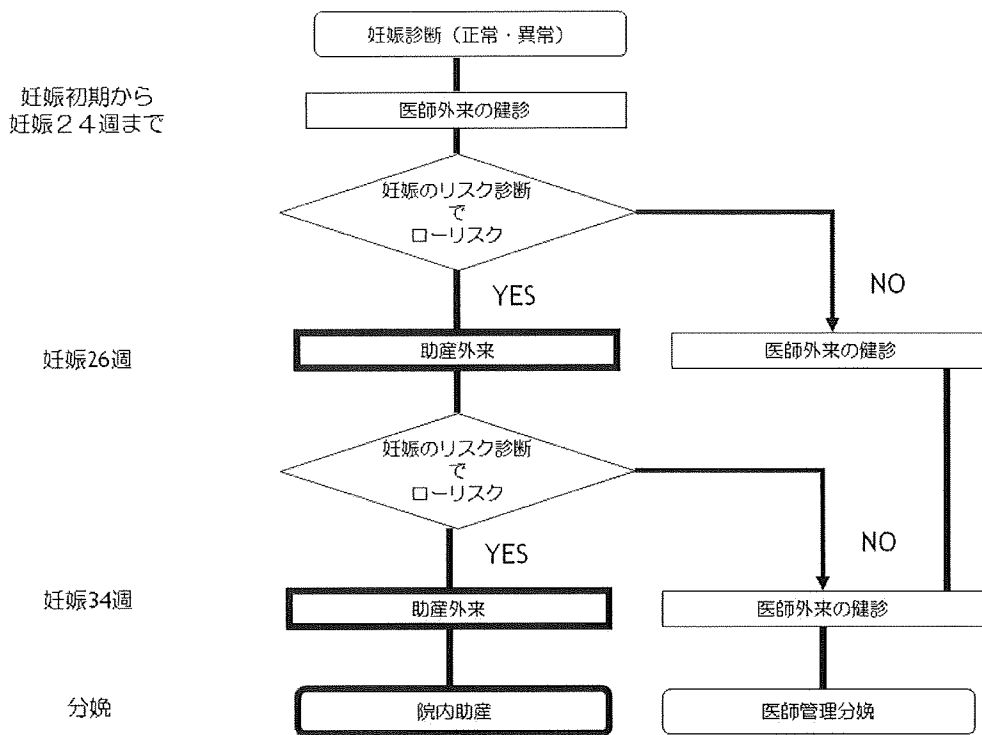 妊娠診断（正常・異常）
妊娠初期から
妊娠２４週まで
医師外来の健診
妊娠のリスク診断
で
ローリスク
YES
NO
妊娠26週
助産外来
医師外来の健診
妊娠のリスク診断
で
ローリスク
YES
NO
妊娠34週
助産外来
医師外来の健診
分娩
院内助産
医師管理分娩